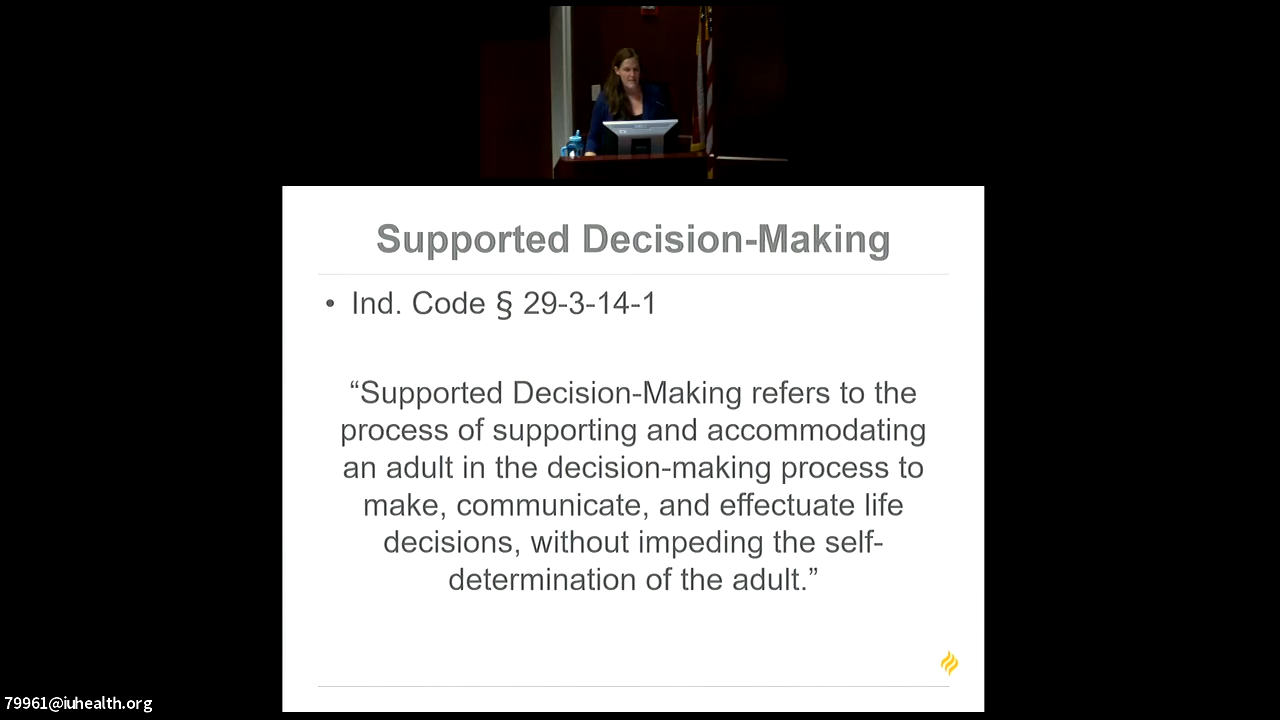 Supported Decision-Making
• Ind. Code § 29-3-14-1
“Supported Decision-Making refers to the
process of supporting and accommodating
an adult in the decision-making process to
make, communicate, and effectuate life
decisions, without impeding the self-
determination of the adult.”
79961@iuhealth.org